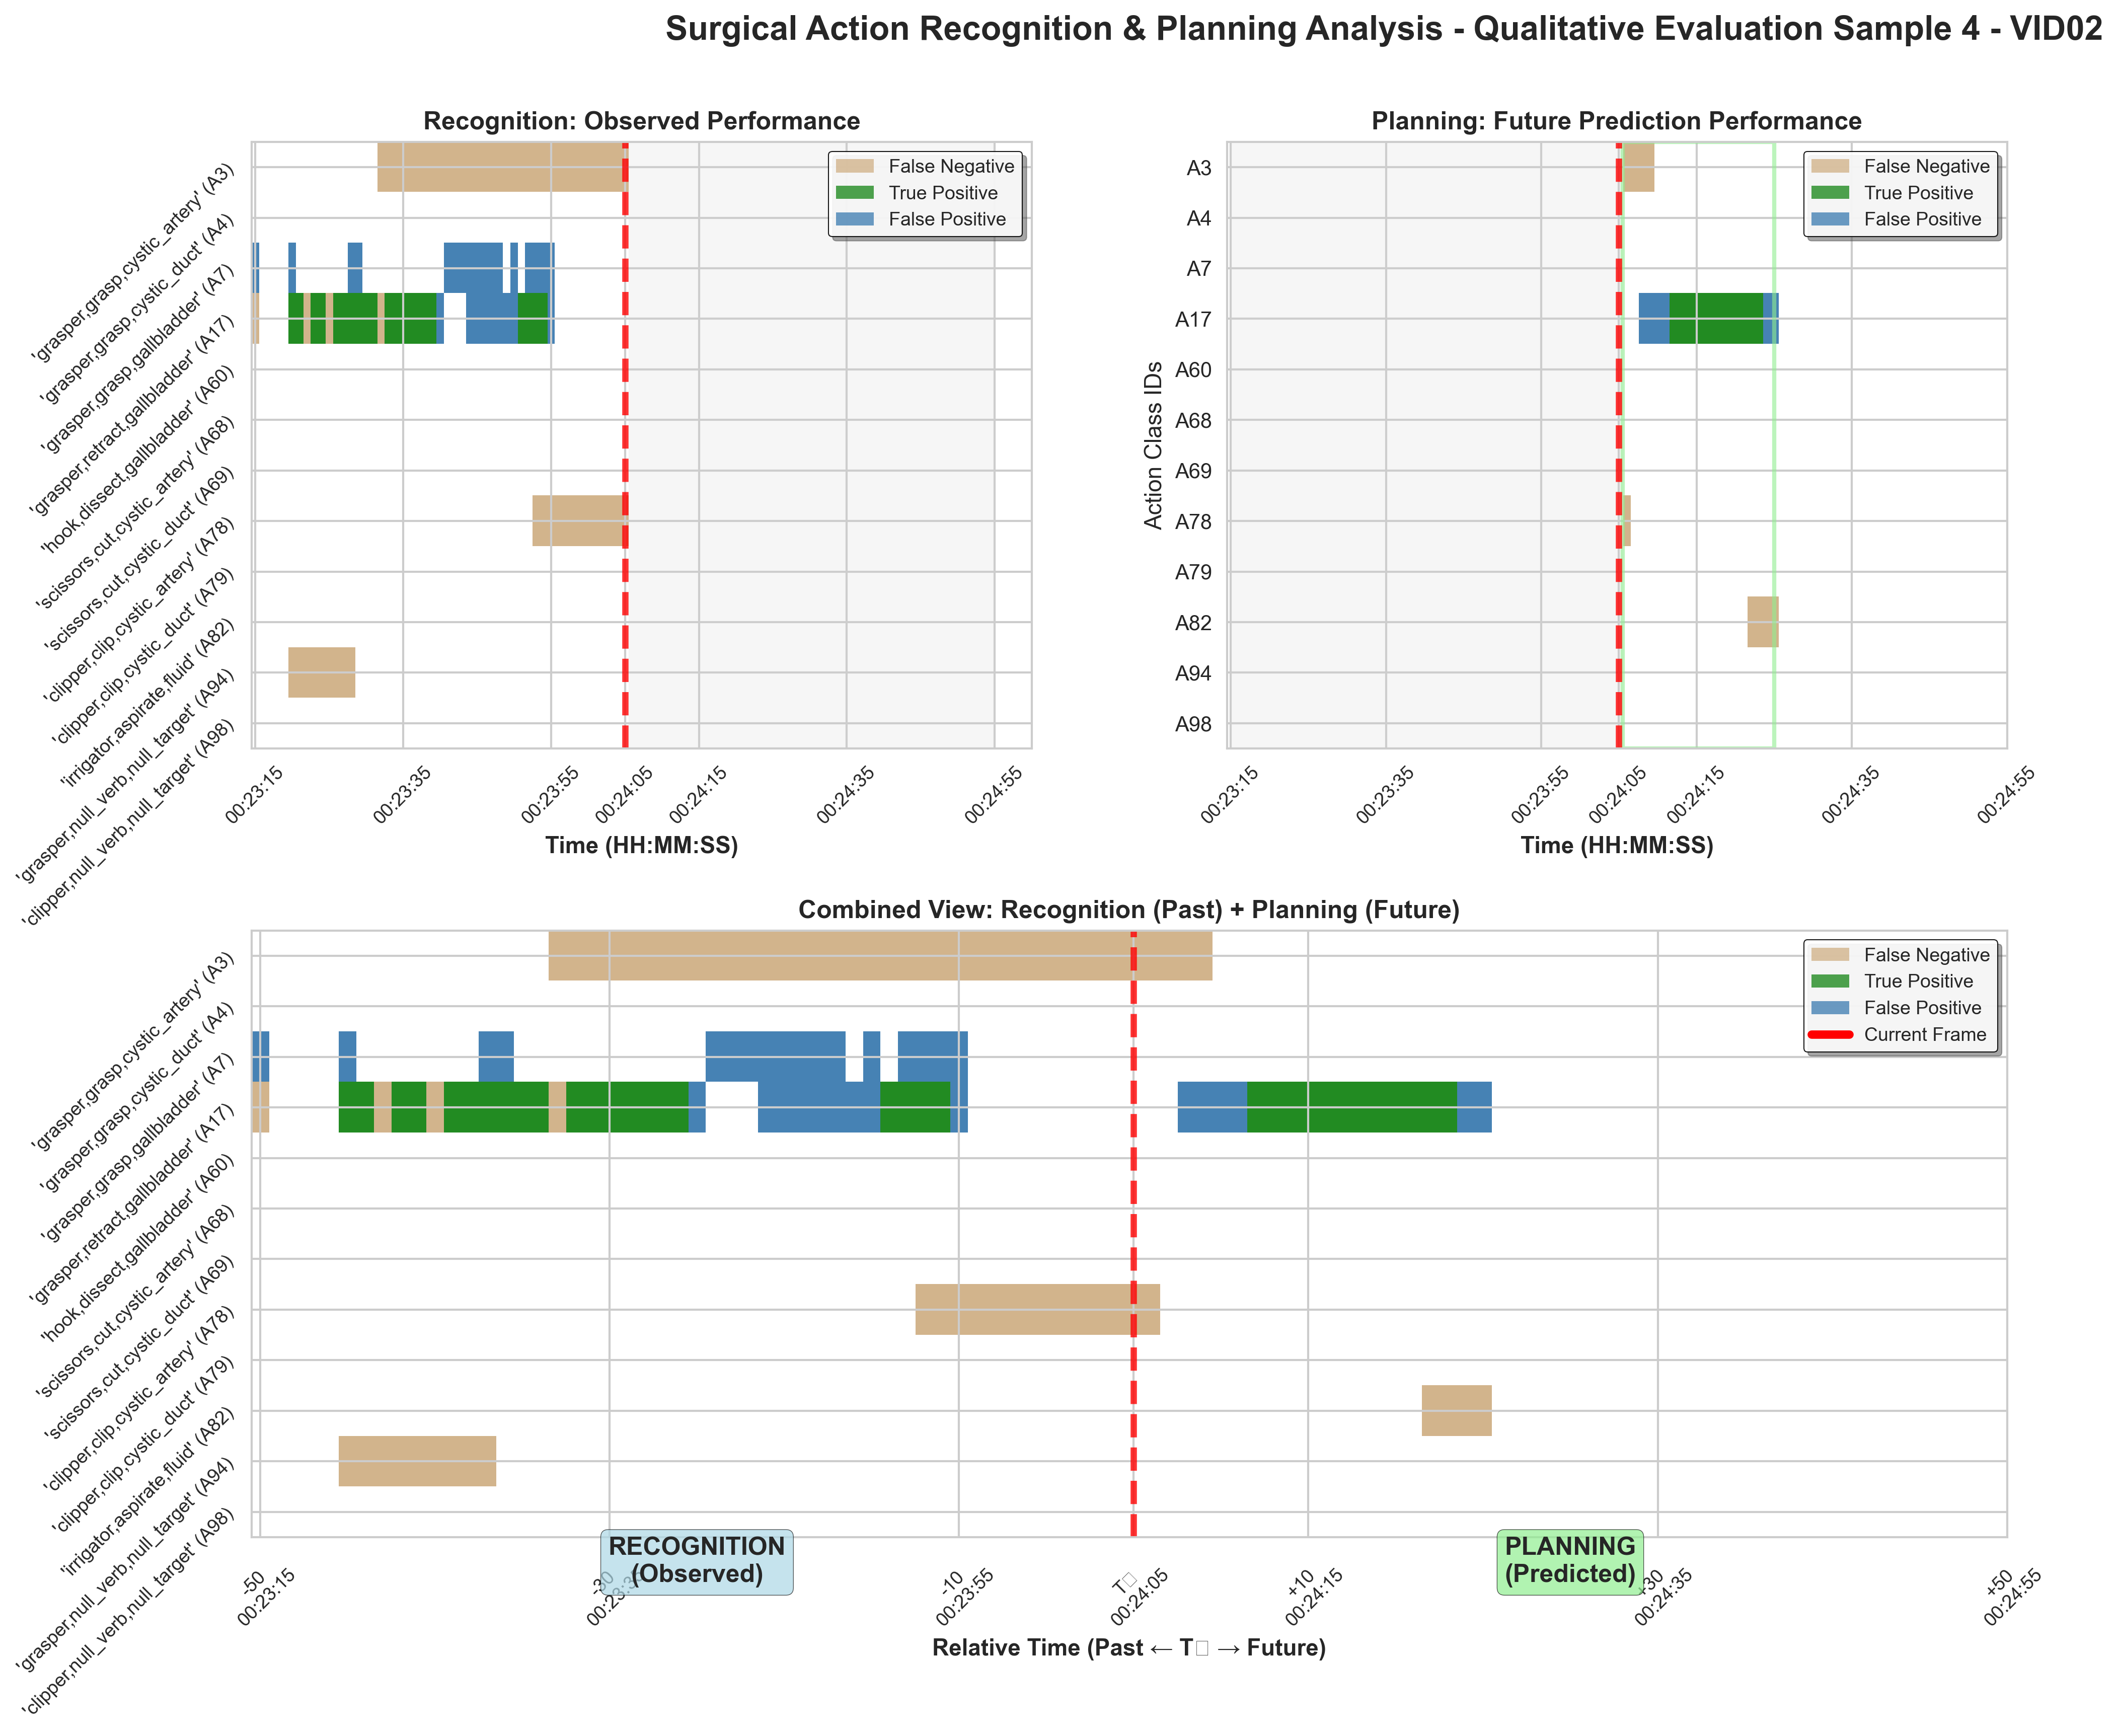 Surgical Action Recognition & Planning Analysis - Qualitative Evaluation Sample 4 - VID02
Recognition: Observed Performance
False Negative
True Positive
False Positive
'grasper,grasp,cystic_artery' (A3)
'grasper,grasp,cystic_duct' (A4)
'grasper,grasp,gallbladder' (A7)
'grasper,retract,gallbladder' (A17)
'hook,dissect,gallbladder' (A60)
'scissors,cut,cystic_artery' (A68)
'scissors,cut,cystic_duct' (A69)
'clipper,clip,cystic_artery' (A78)
'clipper,clip,cystic_duct' (A79)
'irrigator,aspirate,fluid' (A82)
'grasper,null_verb,null_target' (A94)
'clipper,null_verb,null_target' (A98)
00:23:15
00:23:35
00:23:55
00:24:05
00:24:15
00:24:35
00:24:55
Time (HH:MM:SS)
Planning: Future Prediction Performance
False Negative
True Positive
False Positive
Action Class IDs
A3
A4
A7
A17
A60
A68
A69
A78
A79
A82
A94
A98
00:23:15
00:23:35
00:23:55
00:24:05
00:24:15
00:24:35
00:24:55
Time (HH:MM:SS)
Combined View: Recognition (Past) + Planning (Future)
False Negative
True Positive
False Positive
Current Frame
'grasper,grasp,cystic_artery' (A3)
'grasper,grasp,cystic_duct' (A4)
'grasper,grasp,gallbladder' (A7)
'grasper,retract,gallbladder' (A17)
'hook,dissect,gallbladder' (A60)
'scissors,cut,cystic_artery' (A68)
'scissors,cut,cystic_duct' (A69)
'clipper,clip,cystic_artery' (A78)
'clipper,clip,cystic_duct' (A79)
'irrigator,aspirate,fluid' (A82)
'grasper,null_verb,null_target' (A94)
'clipper,null_verb,null_target' (A98)
RECOGNITION
(Observed)
PLANNING
(Predicted)
-50
00:23:15
-30
-10
00:23:55
T□
00:24:05
+10
00:24:15
+30
00:24:35
+50
00:24:55
Relative Time (Past ← T□ → Future)